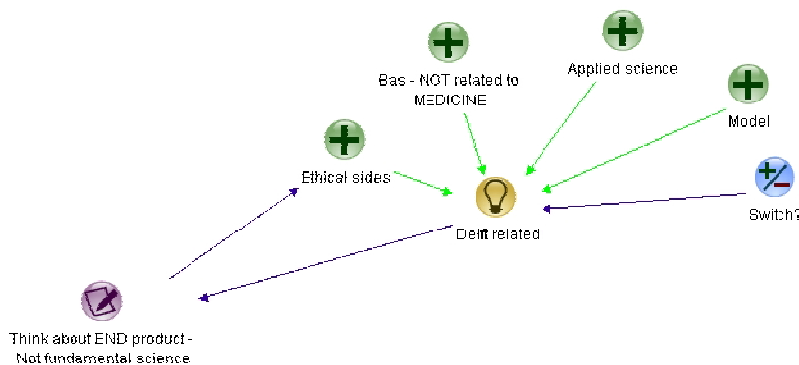 Bas - NOT related to
MEDICINE
Applied science
Model
Ethical sides
Switch?
Delft related
Think about END product -
Not fundamental science